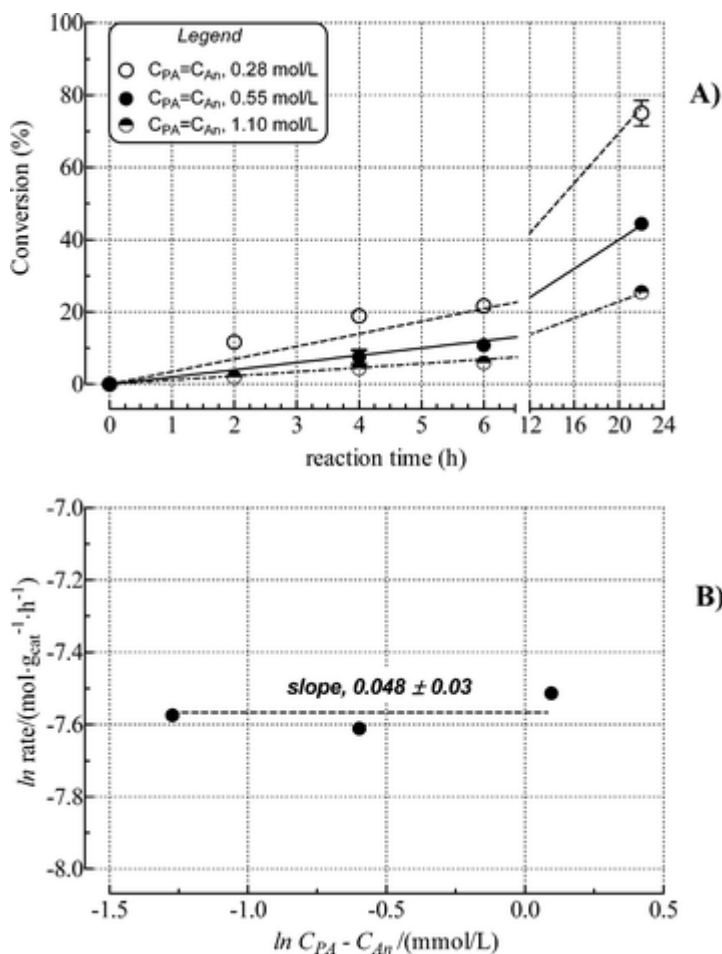 100
80
60
40
20
0
Conversion (%)
Legend
C_PA=C_An, 0.28 mol/L
C_PA=C_An, 0.55 mol/L
C_PA=C_An, 1.10 mol/L
A)
0 1 2 3 4 5 6 12 16 20 24
reaction time (h)
-7.0
-7.2
-7.4
-7.6
-7.8
-8.0
ln rate/(mol·g_cat^-1·h^-1)
B)
slope, 0.048 ± 0.03
-1.5 -1.0 -0.5 0.0 0.5
ln C_PA - C_An /(mmol/L)